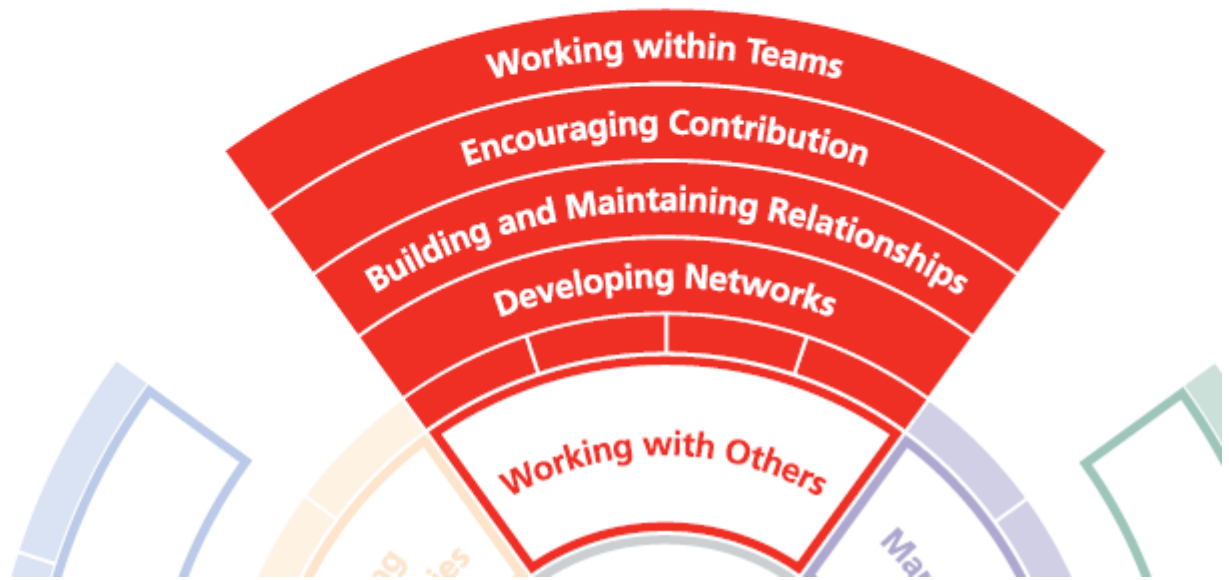 Working within Teams
Encouraging Contribution
Building and Maintaining Relationships
Developing Networks
Working with Others